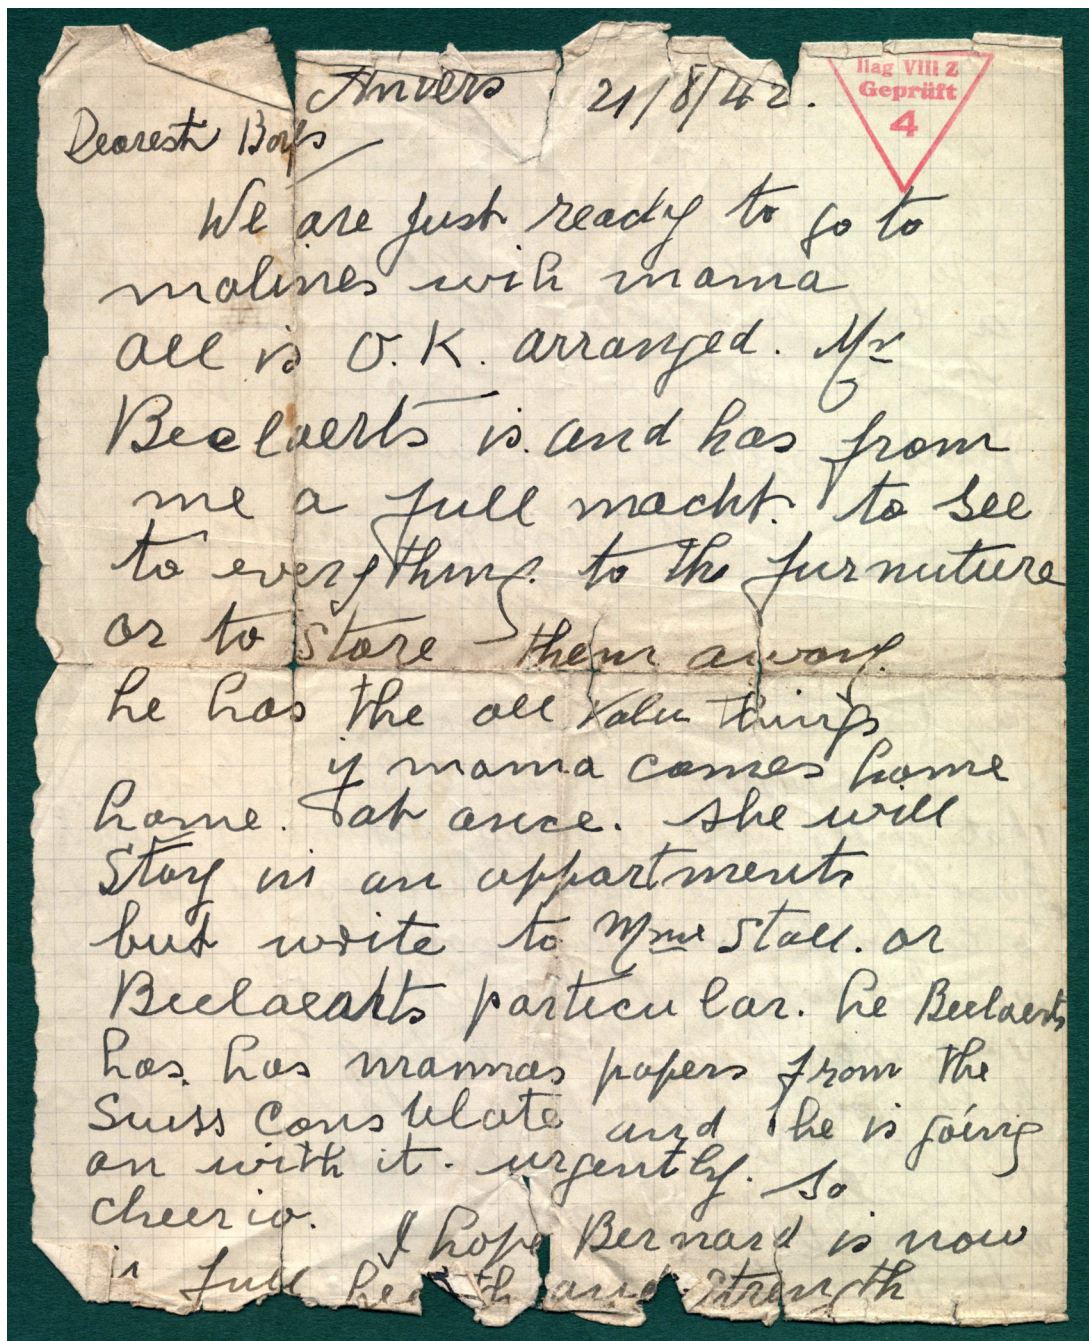 Anvers 21/8/42.
Ilag VIII Z
Geprüft
4
Dearest Boys
We are just ready to go to
malines wih mama
all is O.K. arranged. Mr
Beelaerts is and has from
me a full macht. to see
to everything. to the furnuture
or to store them away.
he has the all valu things
if mama comes home
home. at once. she will
stay in an appartments
but write to Mme Stall. or
Beelaearts particular. he Beelaerts
has. has mammas papers from the
Suiss Consulate and he is going
on with it. urgently. so
cheerio.
I hope Bernard is now
in full health and strength